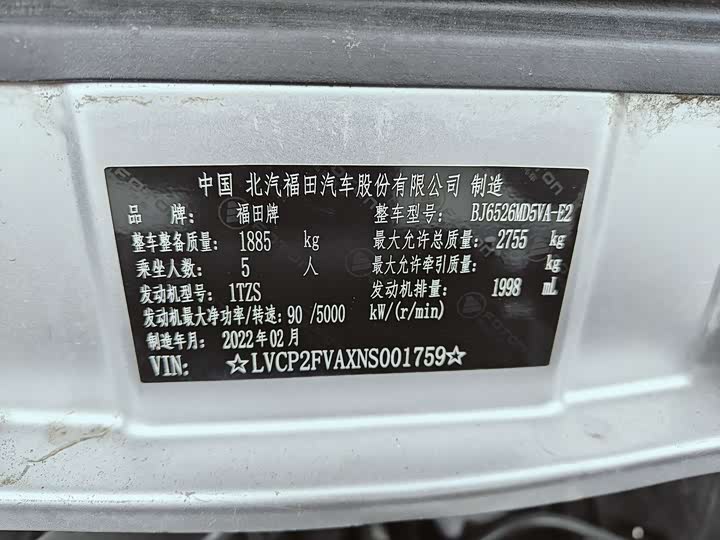 中国 北汽福田汽车股份有限公司 制造
品 牌: 福田牌 整车型号: BJ6526MD5VA-E2
整车整备质量: 1885 kg 最大允许总质量: 2755 kg
乘坐人数: 5 人 最大允许牵引质量: kg
发动机型号: 1TZS 发动机排量: 1998 mL
发动机最大净功率/转速: 90 /5000 kW/(r/min)
制造年月: 2022年02月
VIN: ☆LVCP2FVAXNS001759☆